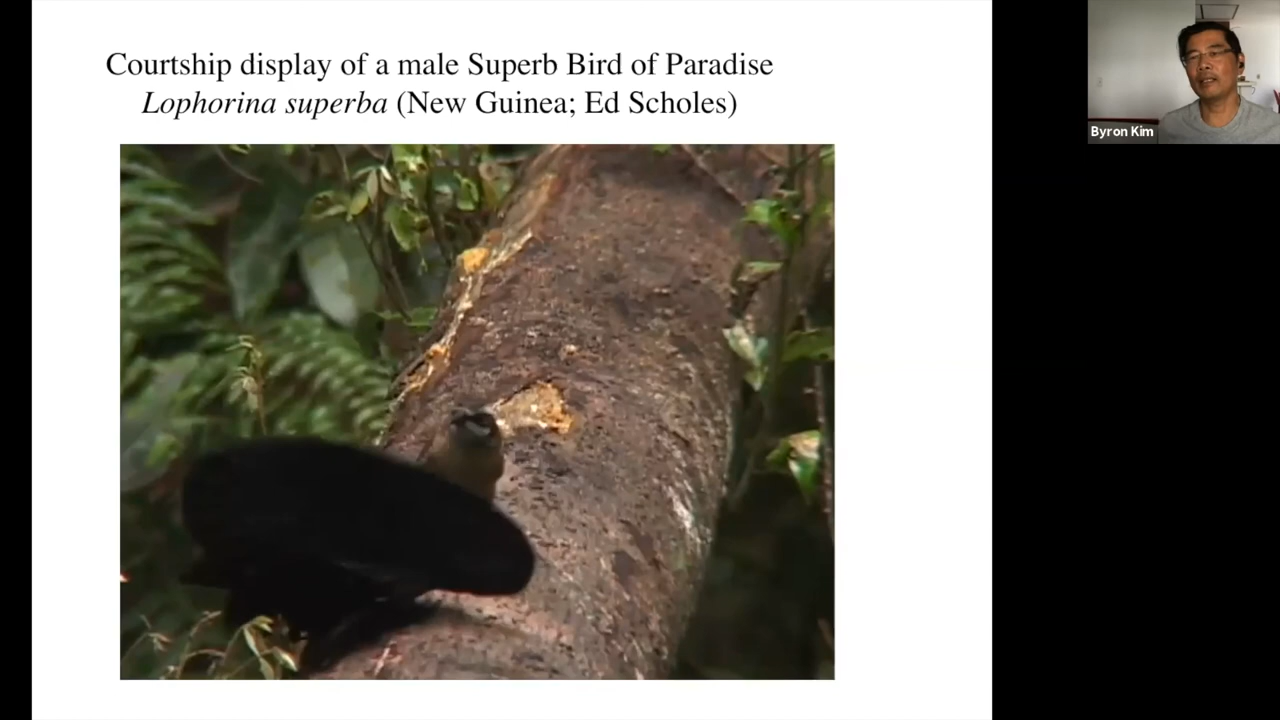 Courtship display of a male Superb Bird of Paradise
Lophorina superba (New Guinea; Ed Scholes)
Byron Kim